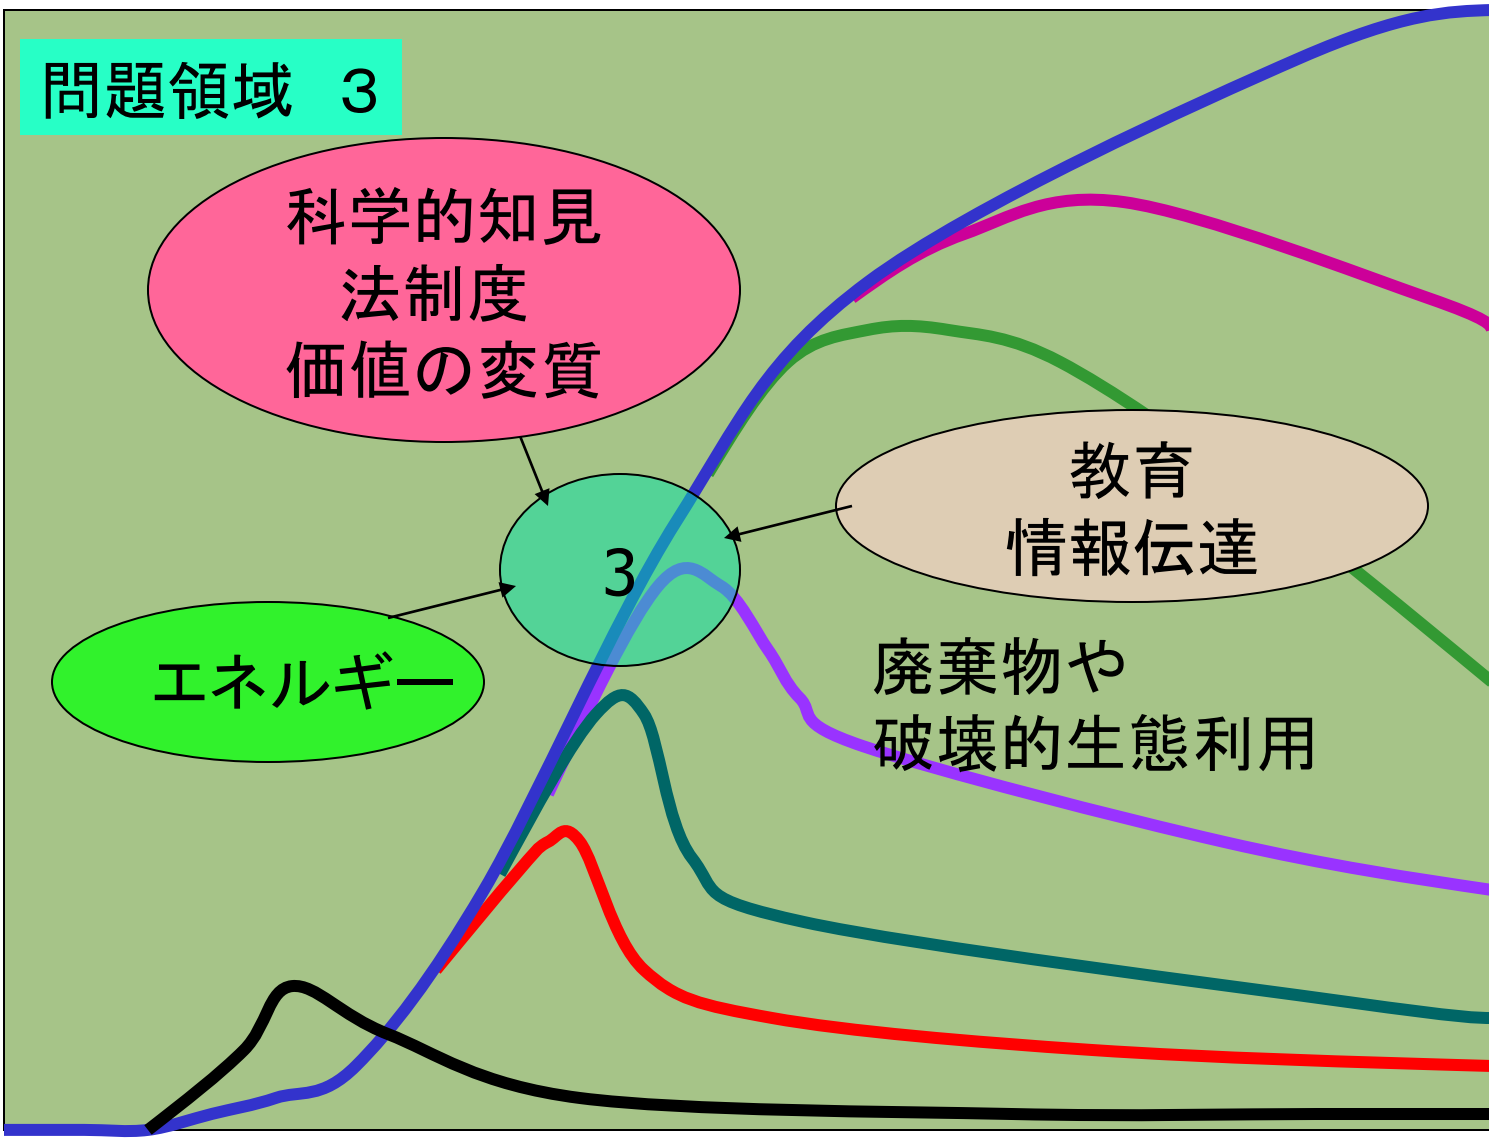 問題領域　３
科学的知見
法制度
価値の変質
3
教育
情報伝達
エネルギー
廃棄物や
破壊的生態利用